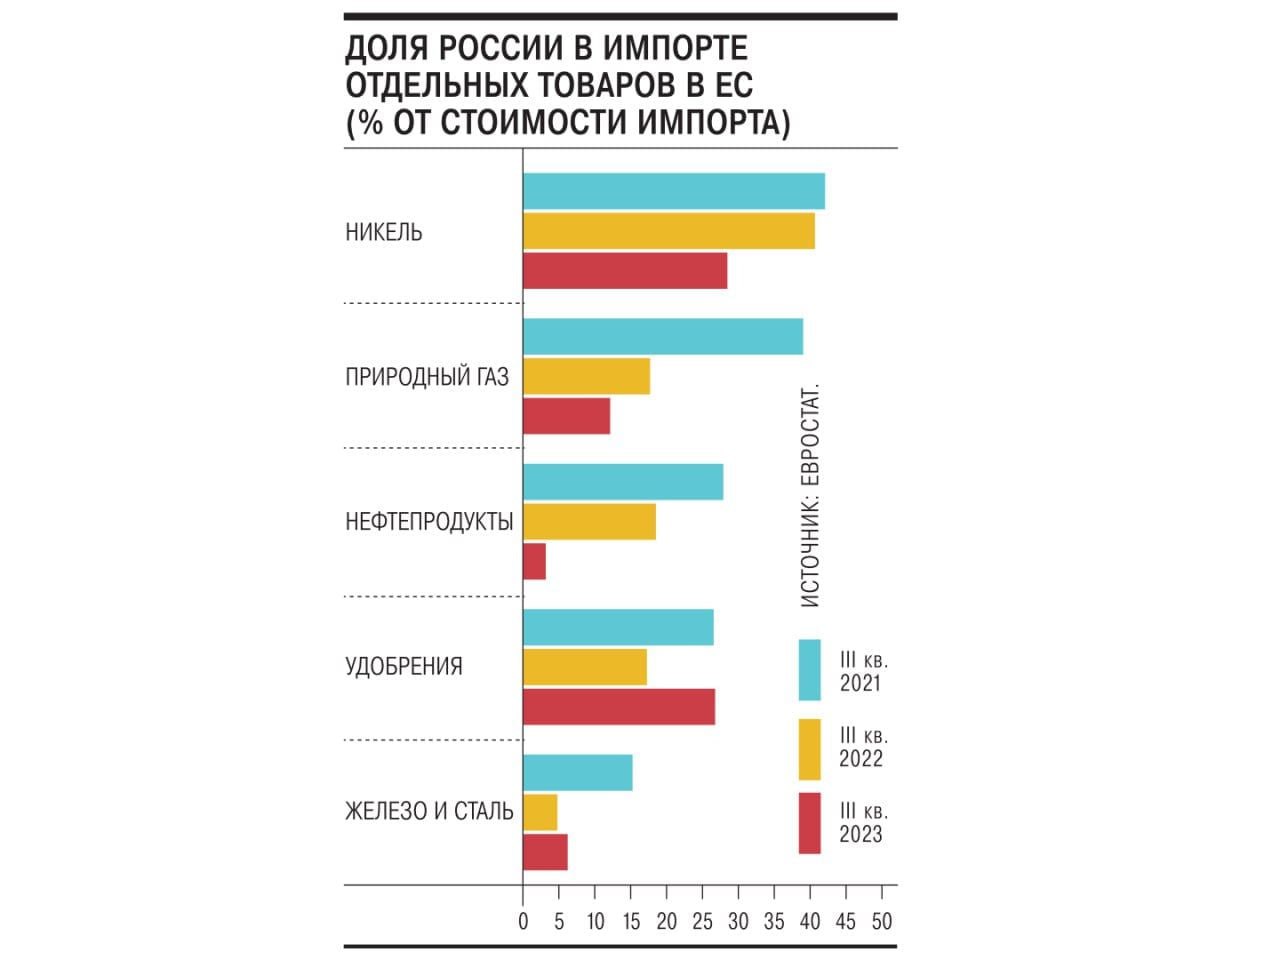 ДОЛЯ РОССИИ В ИМПОРТЕ
ОТДЕЛЬНЫХ ТОВАРОВ В ЕС
(% ОТ СТОИМОСТИ ИМПОРТА)
НИКЕЛЬ
ПРИРОДНЫЙ ГАЗ
НЕФТЕПРОДУКТЫ
УДОБРЕНИЯ
ЖЕЛЕЗО И СТАЛЬ
0 5 10 15 20 25 30 35 40 45 50
ИСТОЧНИК: ЕВРОСТАТ.
III кв.
2021
III кв.
2022
III кв.
2023